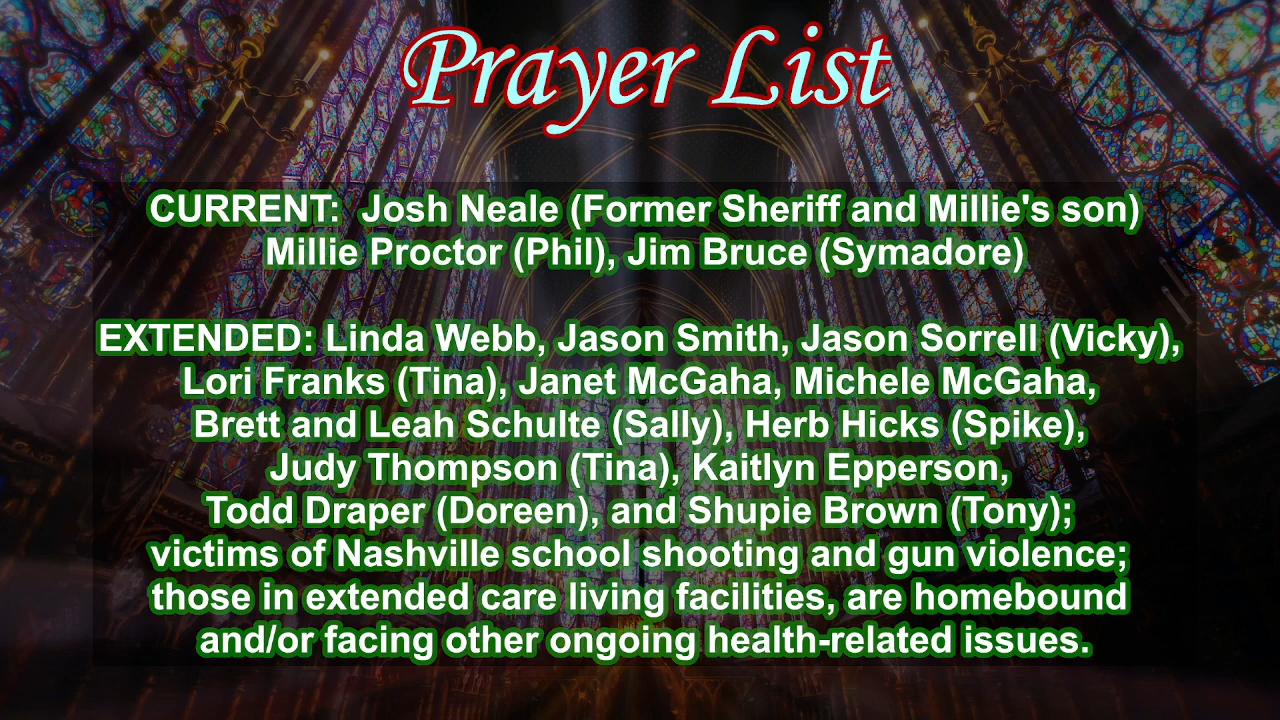 Prayer List
CURRENT:  Josh Neale (Former Sheriff and Millie's son)
Millie Proctor (Phil), Jim Bruce (Symadore)
EXTENDED: Linda Webb, Jason Smith, Jason Sorrell (Vicky),
Lori Franks (Tina), Janet McGaha, Michele McGaha,
Brett and Leah Schulte (Sally), Herb Hicks (Spike),
Judy Thompson (Tina), Kaitlyn Epperson,
Todd Draper (Doreen), and Shupie Brown (Tony);
victims of Nashville school shooting and gun violence;
those in extended care living facilities, are homebound
and/or facing other ongoing health-related issues.